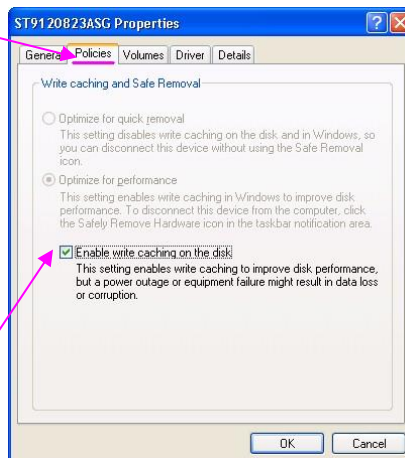 ST9120823ASG Properties
General Policies Volumes Driver Details
Write caching and Safe Removal
Optimize for quick removal
This setting disables write caching on the disk and in Windows, so
you can disconnect this device without using the Safe Removal
icon.
Optimize for performance
This setting enables write caching in Windows to improve disk
performance. To disconnect this device from the computer, click
the Safely Remove Hardware icon in the taskbar notification area.
Enable write caching on the disk
This setting enables write caching to improve disk performance,
but a power outage or equipment failure might result in data loss
or corruption.
OK Cancel